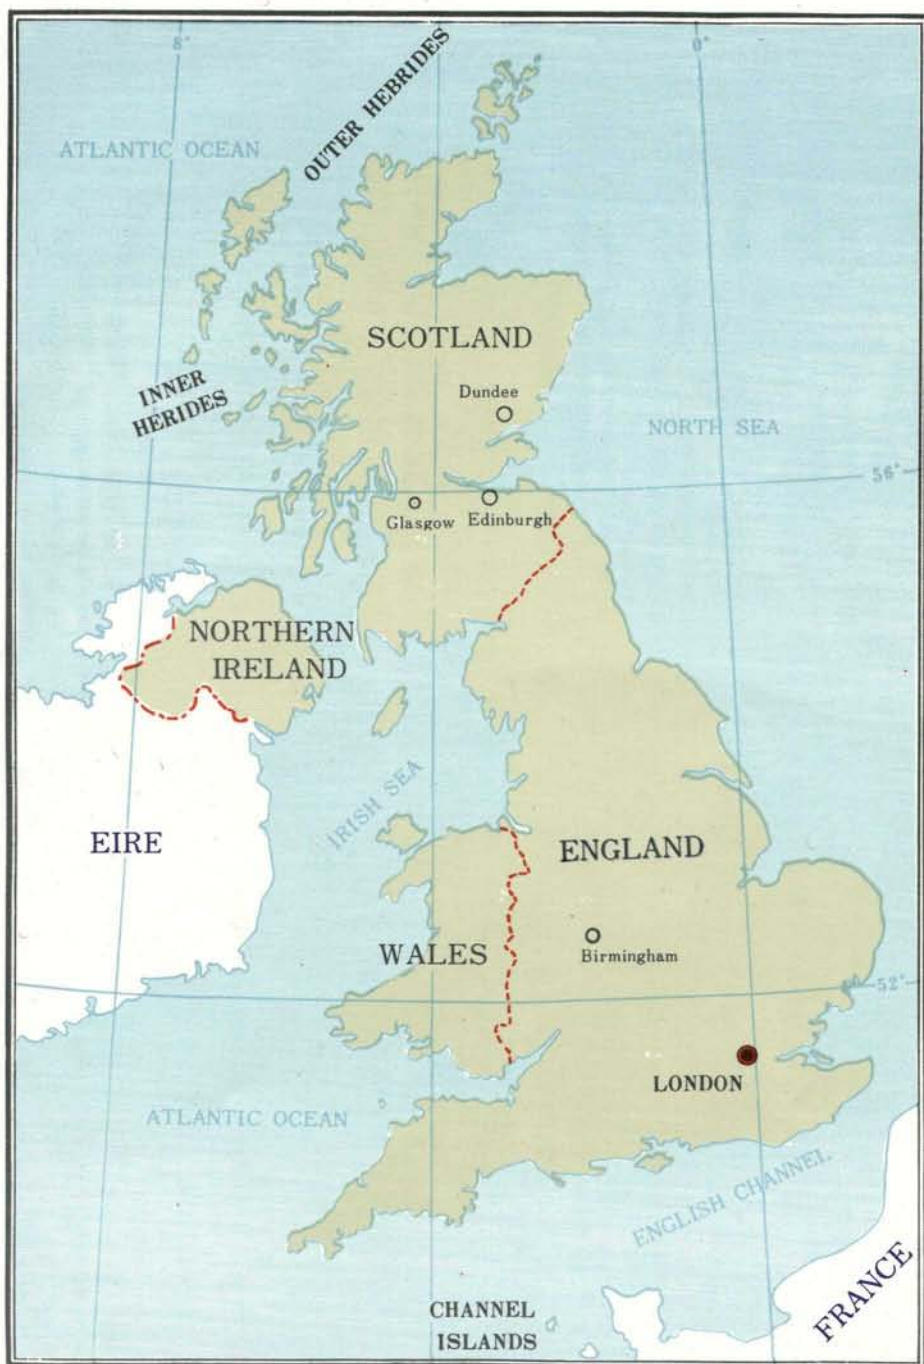 8°
0°
OUTER HEBRIDES
ATLANTIC OCEAN
SCOTLAND
INNER
HERIDES
Dundee
NORTH SEA
56°
Glasgow
Edinburgh
NORTHERN
IRELAND
IRISH SEA
EIRE
ENGLAND
WALES
Birmingham
52°
LONDON
ATLANTIC OCEAN
ENGLISH CHANNEL
FRANCE
CHANNEL
ISLANDS